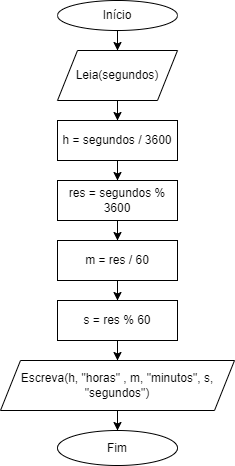 Início
Leia(segundos)
h = segundos / 3600
res = segundos %
3600
m = res / 60
s = res % 60
Escreva(h, "horas" , m, "minutos", s,
"segundos")
Fim